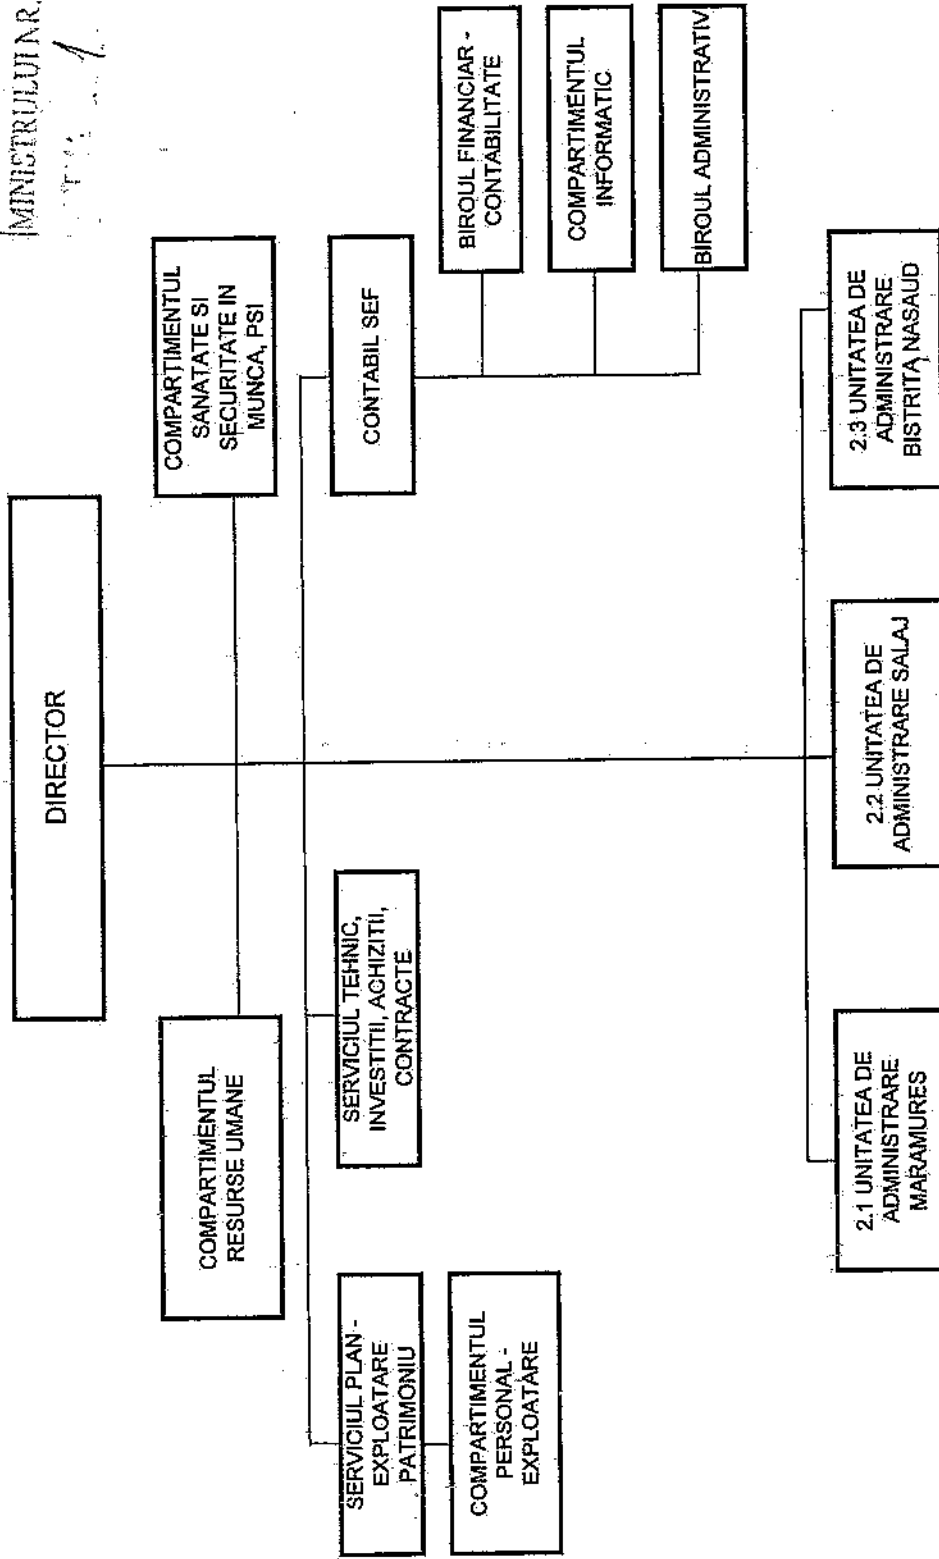 MINISTRULUI NR.
DIRECTOR
COMPARTIMENTUL
RESURSE UMANE
COMPARTIMENTUL
SANATATE SI
SECURITATE IN
MUNCA, PSI
SERVICIUL PLAN -
EXPLOATARE
PATRIMONIU
SERVICIUL TEHNIC,
INVESTITII, ACHIZITII,
CONTRACTE
CONTABIL SEF
COMPARTIMENTUL
PERSONAL -
EXPLOATARE
BIROUL FINANCIAR -
CONTABILITATE
COMPARTIMENTUL
INFORMATIC
BIROUL ADMINISTRATIV
2.1 UNITATEA DE
ADMINISTRARE
MARAMURES
2.2 UNITATEA DE
ADMINISTRARE SALAJ
2.3 UNITATEA DE
ADMINISTRARE
BISTRITA NASAUD